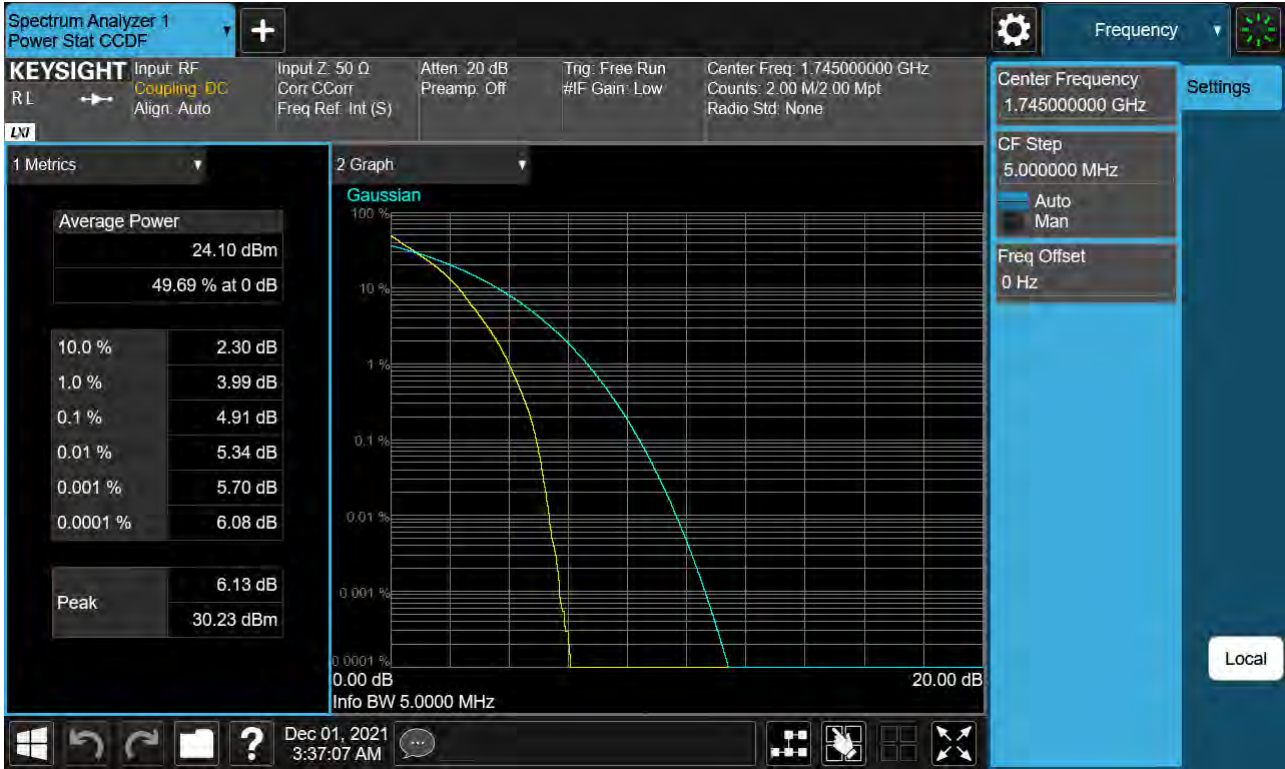 Spectrum Analyzer 1
Power Stat CCDF
Frequency
KEYSIGHT
R L
LXI
Input: RF
Coupling: DC
Align: Auto
Input Z: 50 Ω
Corr CCorr
Freq Ref: Int (S)
Atten: 20 dB
Preamp: Off
Trig: Free Run
#IF Gain: Low
Center Freq: 1.745000000 GHz
Counts: 2.00 M/2.00 Mpt
Radio Std: None
Center Frequency
1.745000000 GHz
Settings
CF Step
5.000000 MHz
Auto
Man
Freq Offset
0 Hz
Local
1 Metrics
Average Power
24.10 dBm
49.69 % at 0 dB
10.0 % 2.30 dB
1.0 % 3.99 dB
0.1 % 4.91 dB
0.01 % 5.34 dB
0.001 % 5.70 dB
0.0001 % 6.08 dB
Peak
6.13 dB
30.23 dBm
2 Graph
Gaussian
100 %
10 %
1 %
0.1 %
0.01 %
0.001 %
0.0001 %
0.00 dB
20.00 dB
Info BW 5.0000 MHz
?
Dec 01, 2021
3:37:07 AM